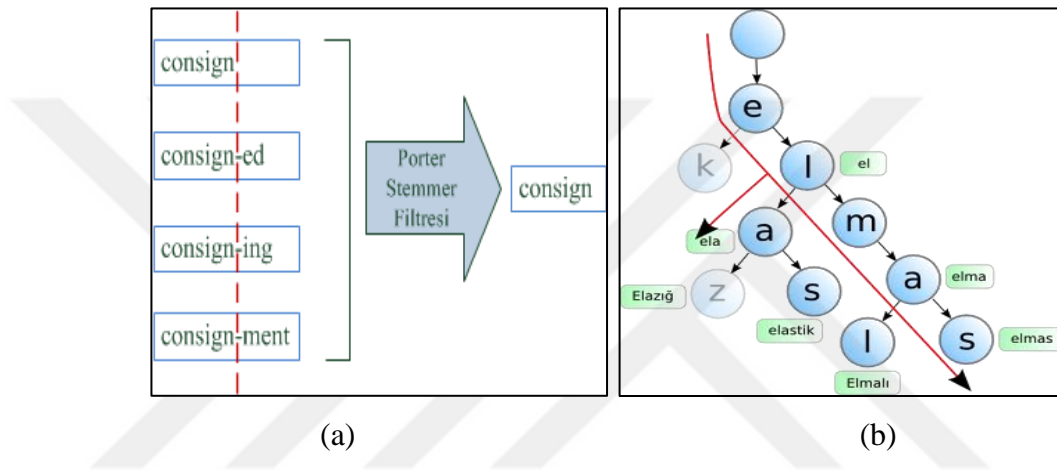 consign
consign-ed
consign-ing
consign-ment
Porter
Stemmer
Filtresi
consign
e
k
l
el
a
m
ela
z
s
a
elma
Elazığ
elastik
l
s
elmas
Elmalı
(a)
(b)